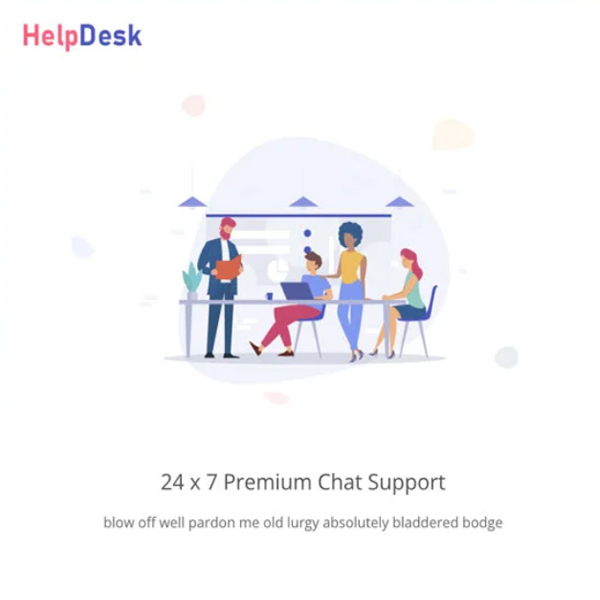 HelpDesk
24 x 7 Premium Chat Support
blow off well pardon me old lurgy absolutely bladdered bodge